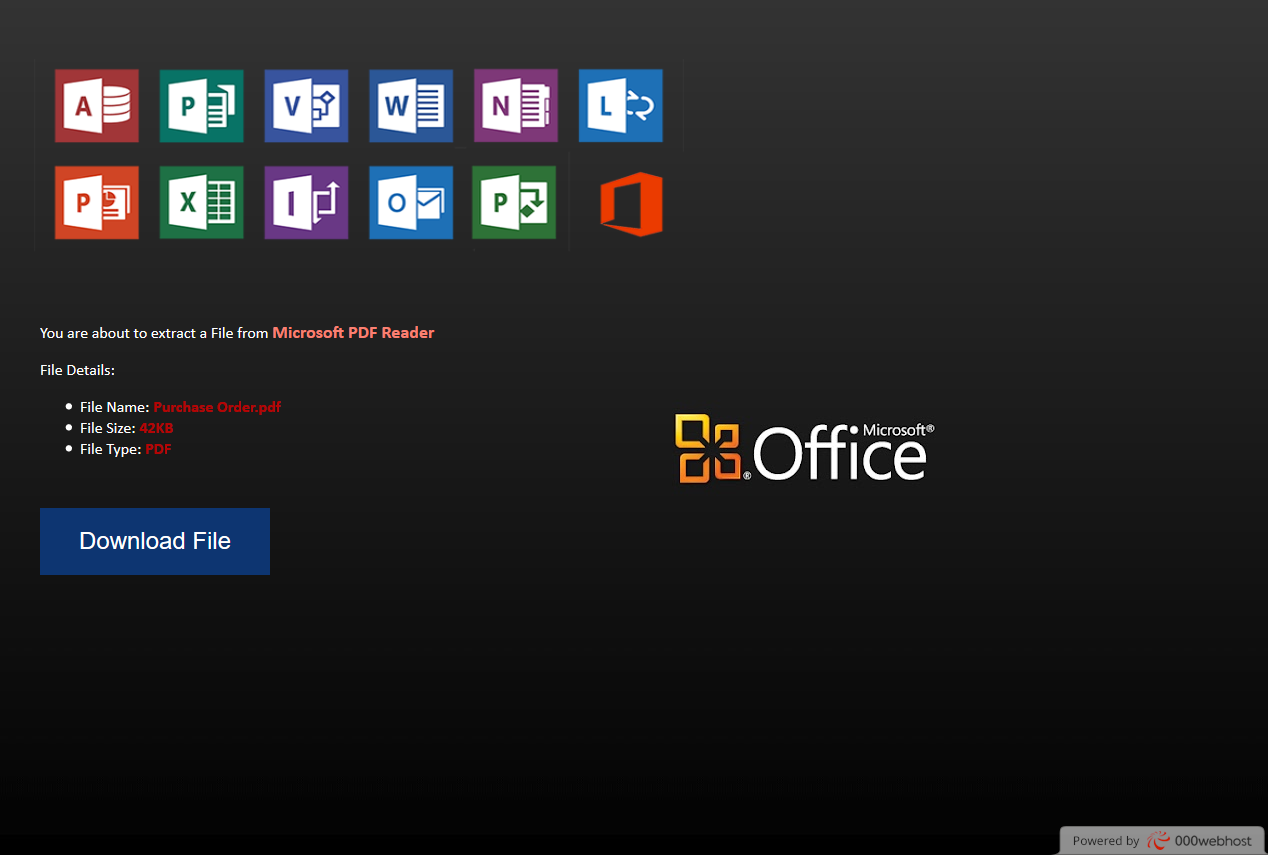 A P V W N L
P X I O P
You are about to extract a File from Microsoft PDF Reader
File Details:
File Name: Purchase Order.pdf
File Size: 42KB
File Type: PDF
Microsoft®
®Office
Download File
Powered by 000webhost